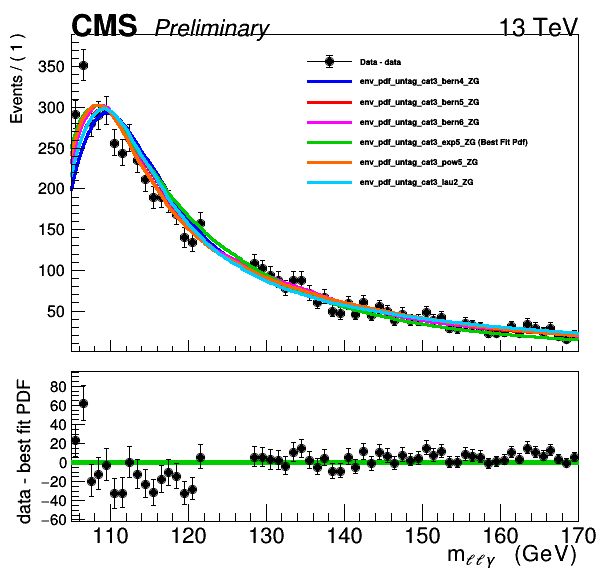 CMS Preliminary 13 TeV
Events / ( 1 )
350
300
250
200
150
100
50
Data - data
env_pdf_untag_cat3_bern4_ZG
env_pdf_untag_cat3_bern5_ZG
env_pdf_untag_cat3_bern6_ZG
env_pdf_untag_cat3_exp5_ZG (Best Fit Pdf)
env_pdf_untag_cat3_pow5_ZG
env_pdf_untag_cat3_lau2_ZG
data - best fit PDF
80
60
40
20
0
−20
−40
−60
110 120 130 140 150 160 170
m_ℓℓγ (GeV)